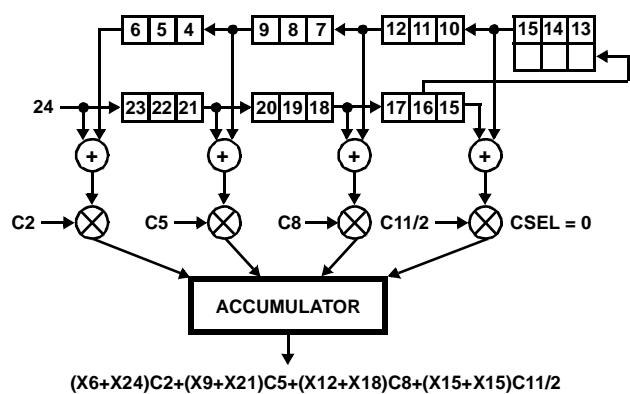 6 5 4 9 8 7 12 11 10 15 14 13
24 23 22 21 20 19 18 17 16 15
+ + + +
C2 C5 C8 C11/2 CSEL = 0
ACCUMULATOR
(X6+X24)C2+(X9+X21)C5+(X12+X18)C8+(X15+X15)C11/2